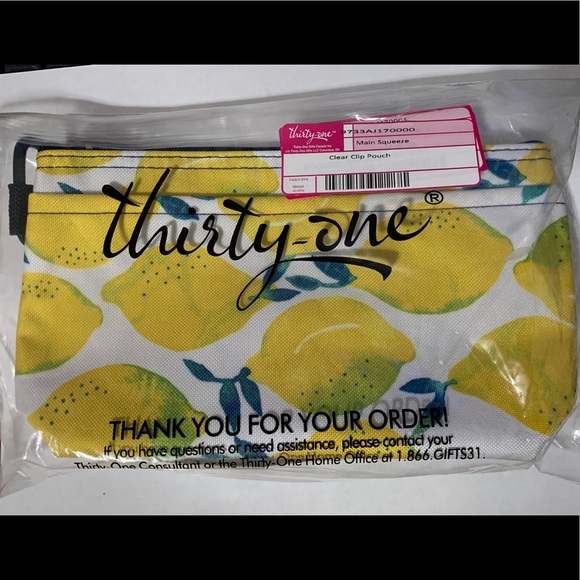 thirty-one
9733AJ170000
Main Squeeze
Clear Clip Pouch
thirty-one®
THANK YOU FOR YOUR ORDER!
If you have questions or need assistance, please contact your
Thirty-One Consultant or the Thirty-One Home Office at 1.866.GIFTS31.